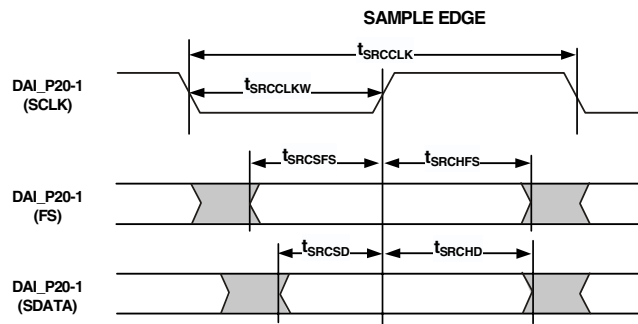 SAMPLE EDGE
tSRCCLK
DAI_P20-1
(SCLK)
tSRCCLKW
tSRCSFS
tSRCHFS
DAI_P20-1
(FS)
tSRCSD
tSRCHD
DAI_P20-1
(SDATA)